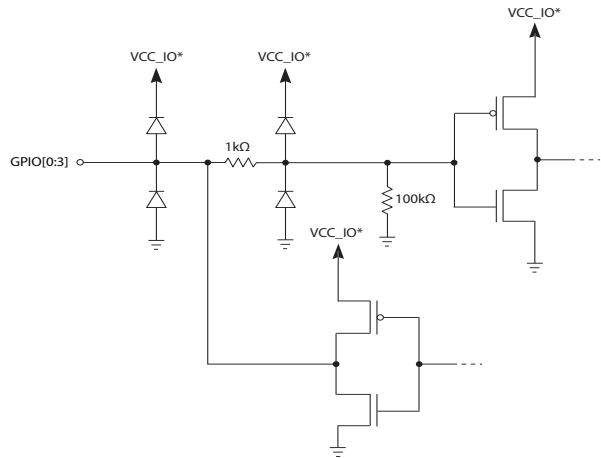 VCC_IO*
VCC_IO*
VCC_IO*
1kΩ
GPIO[0:3]
100kΩ
VCC_IO*